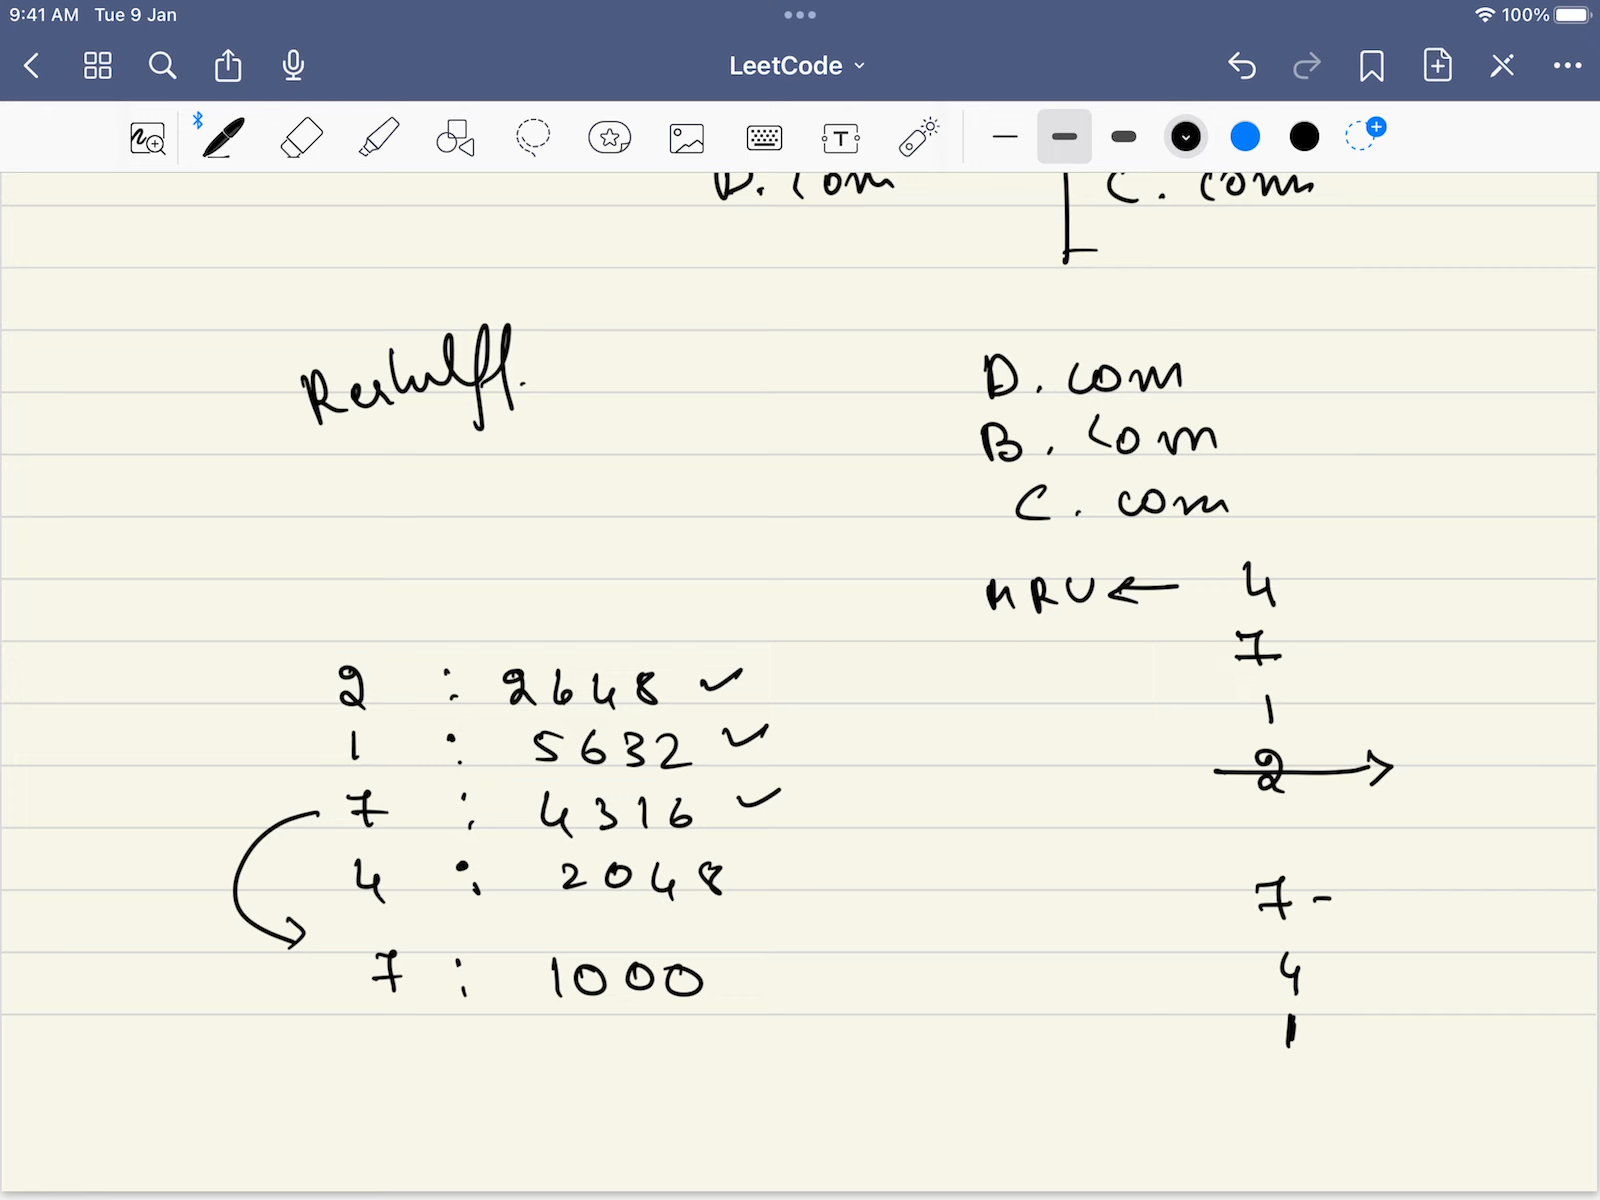 9:41 AM Tue 9 Jan
100%
LeetCode
T
D. com
C. com
Reshuff.
D. com
B. com
C. com
MRU ← 4
7
1
2
2 : 2648 ✓
1 : 5632 ✓
7 : 4316 ✓
4 : 2048
7 : 1000
7 -
4
1